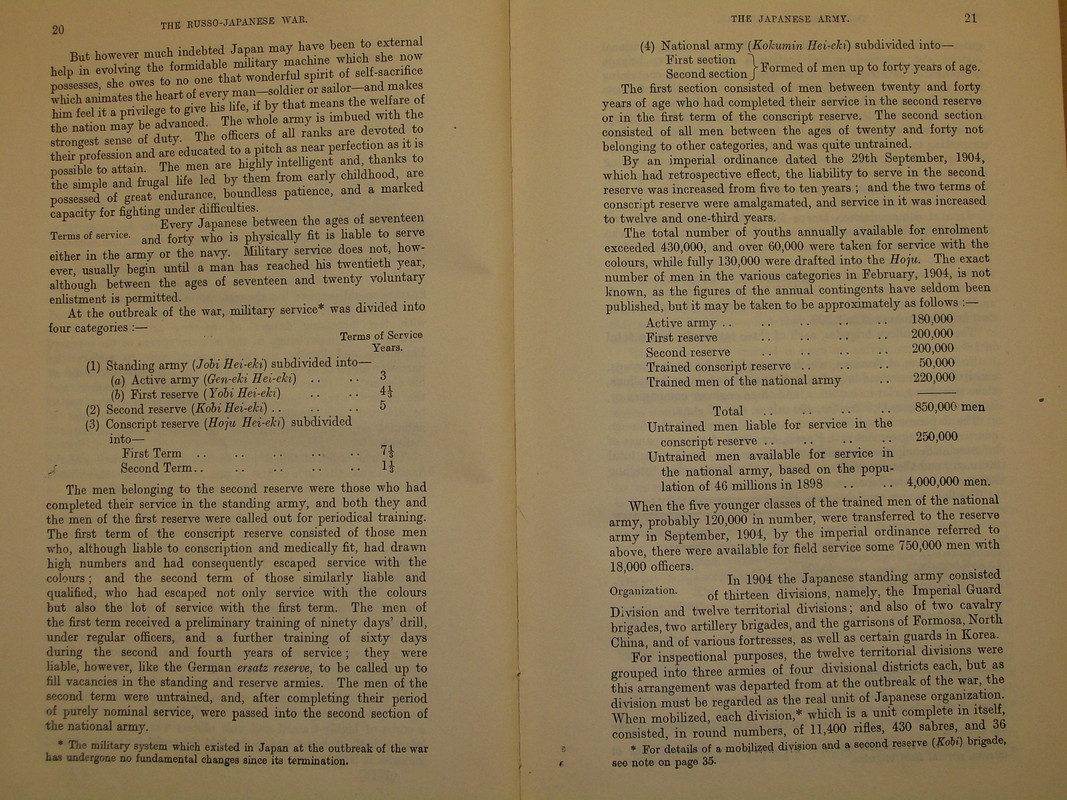 20
THE RUSSO-JAPANESE WAR.
But however much indebted Japan may have been to external
help in evolving the formidable military machine which she now
possesses, she owes to no one that wonderful spirit of self-sacrifice
which animates the heart of every man—soldier or sailor—and makes
him feel it a privilege to give his life, if by that means the welfare of
the nation may be advanced. The whole army is imbued with the
strongest sense of duty. The officers of all ranks are devoted to
their profession and are educated to a pitch as near perfection as it is
possible to attain. The men are highly intelligent and, thanks to
the simple and frugal life led by them from early childhood, are
possessed of great endurance, boundless patience, and a marked
capacity for fighting under difficulties.
Every Japanese between the ages of seventeen
Terms of service. and forty who is physically fit is liable to serve
either in the army or the navy. Military service does not, how-
ever, usually begin until a man has reached his twentieth year,
although between the ages of seventeen and twenty voluntary
enlistment is permitted.
At the outbreak of the war, military service* was divided into
four categories :—
Terms of Service
Years.
(1) Standing army (Jobi Hei-eki) subdivided into—
(a) Active army (Gen-eki Hei-eki) .. .. 3
(b) First reserve (Yobi Hei-eki) .. .. 4⅓
(2) Second reserve (Kobi Hei-eki) .. .. .. 5
(3) Conscript reserve (Hoju Hei-eki) subdivided
into—
First Term .. .. .. .. .. 7⅓
Second Term .. .. .. .. .. 1⅓
The men belonging to the second reserve were those who had
completed their service in the standing army, and both they and
the men of the first reserve were called out for periodical training.
The first term of the conscript reserve consisted of those men
who, although liable to conscription and medically fit, had drawn
high numbers and had consequently escaped service with the
colours ; and the second term of those similarly liable and
qualified, who had escaped not only service with the colours
but also the lot of service with the first term. The men of
the first term received a preliminary training of ninety days' drill,
under regular officers, and a further training of sixty days
during the second and fourth years of service ; they were
liable, however, like the German ersatz reserve, to be called up to
fill vacancies in the standing and reserve armies. The men of the
second term were untrained, and, after completing their period
of purely nominal service, were passed into the second section of
the national army.
* The military system which existed in Japan at the outbreak of the war
has undergone no fundamental changes since its termination.
THE JAPANESE ARMY.
21
(4) National army (Kokumin Hei-eki) subdivided into—
First section
Second section } Formed of men up to forty years of age.
The first section consisted of men between twenty and forty
years of age who had completed their service in the second reserve
or in the first term of the conscript reserve. The second section
consisted of all men between the ages of twenty and forty not
belonging to other categories, and was quite untrained.
By an imperial ordinance dated the 29th September, 1904,
which had retrospective effect, the liability to serve in the second
reserve was increased from five to ten years ; and the two terms of
conscript reserve were amalgamated, and service in it was increased
to twelve and one-third years.
The total number of youths annually available for enrolment
exceeded 430,000, and over 60,000 were taken for service with the
colours, while fully 130,000 were drafted into the Hoju. The exact
number of men in the various categories in February, 1904, is not
known, as the figures of the annual contingents have seldom been
published, but it may be taken to be approximately as follows :—
Active army .. .. .. .. .. 180,000
First reserve .. .. .. .. 200,000
Second reserve .. .. .. .. 200,000
Trained conscript reserve .. .. .. 50,000
Trained men of the national army .. 220,000
Total .. .. .. .. 850,000 men
Untrained men liable for service in the
conscript reserve .. .. .. .. 250,000
Untrained men available for service in
the national army, based on the popu-
lation of 46 millions in 1898 .. .. 4,000,000 men.
When the five younger classes of the trained men of the national
army, probably 120,000 in number, were transferred to the reserve
army in September, 1904, by the imperial ordinance referred to
above, there were available for field service some 750,000 men with
18,000 officers.
In 1904 the Japanese standing army consisted
Organization. of thirteen divisions, namely, the Imperial Guard
Division and twelve territorial divisions ; and also of two cavalry
brigades, two artillery brigades, and the garrisons of Formosa, North
China, and of various fortresses, as well as certain guards in Korea.
For inspectional purposes, the twelve territorial divisions were
grouped into three armies of four divisional districts each, but as
this arrangement was departed from at the outbreak of the war, the
division must be regarded as the real unit of Japanese organization.
When mobilized, each division,* which is a unit complete in itself,
consisted, in round numbers, of 11,400 rifles, 430 sabres, and 36
* For details of a mobilized division and a second reserve (Kobi) brigade,
see note on page 35.